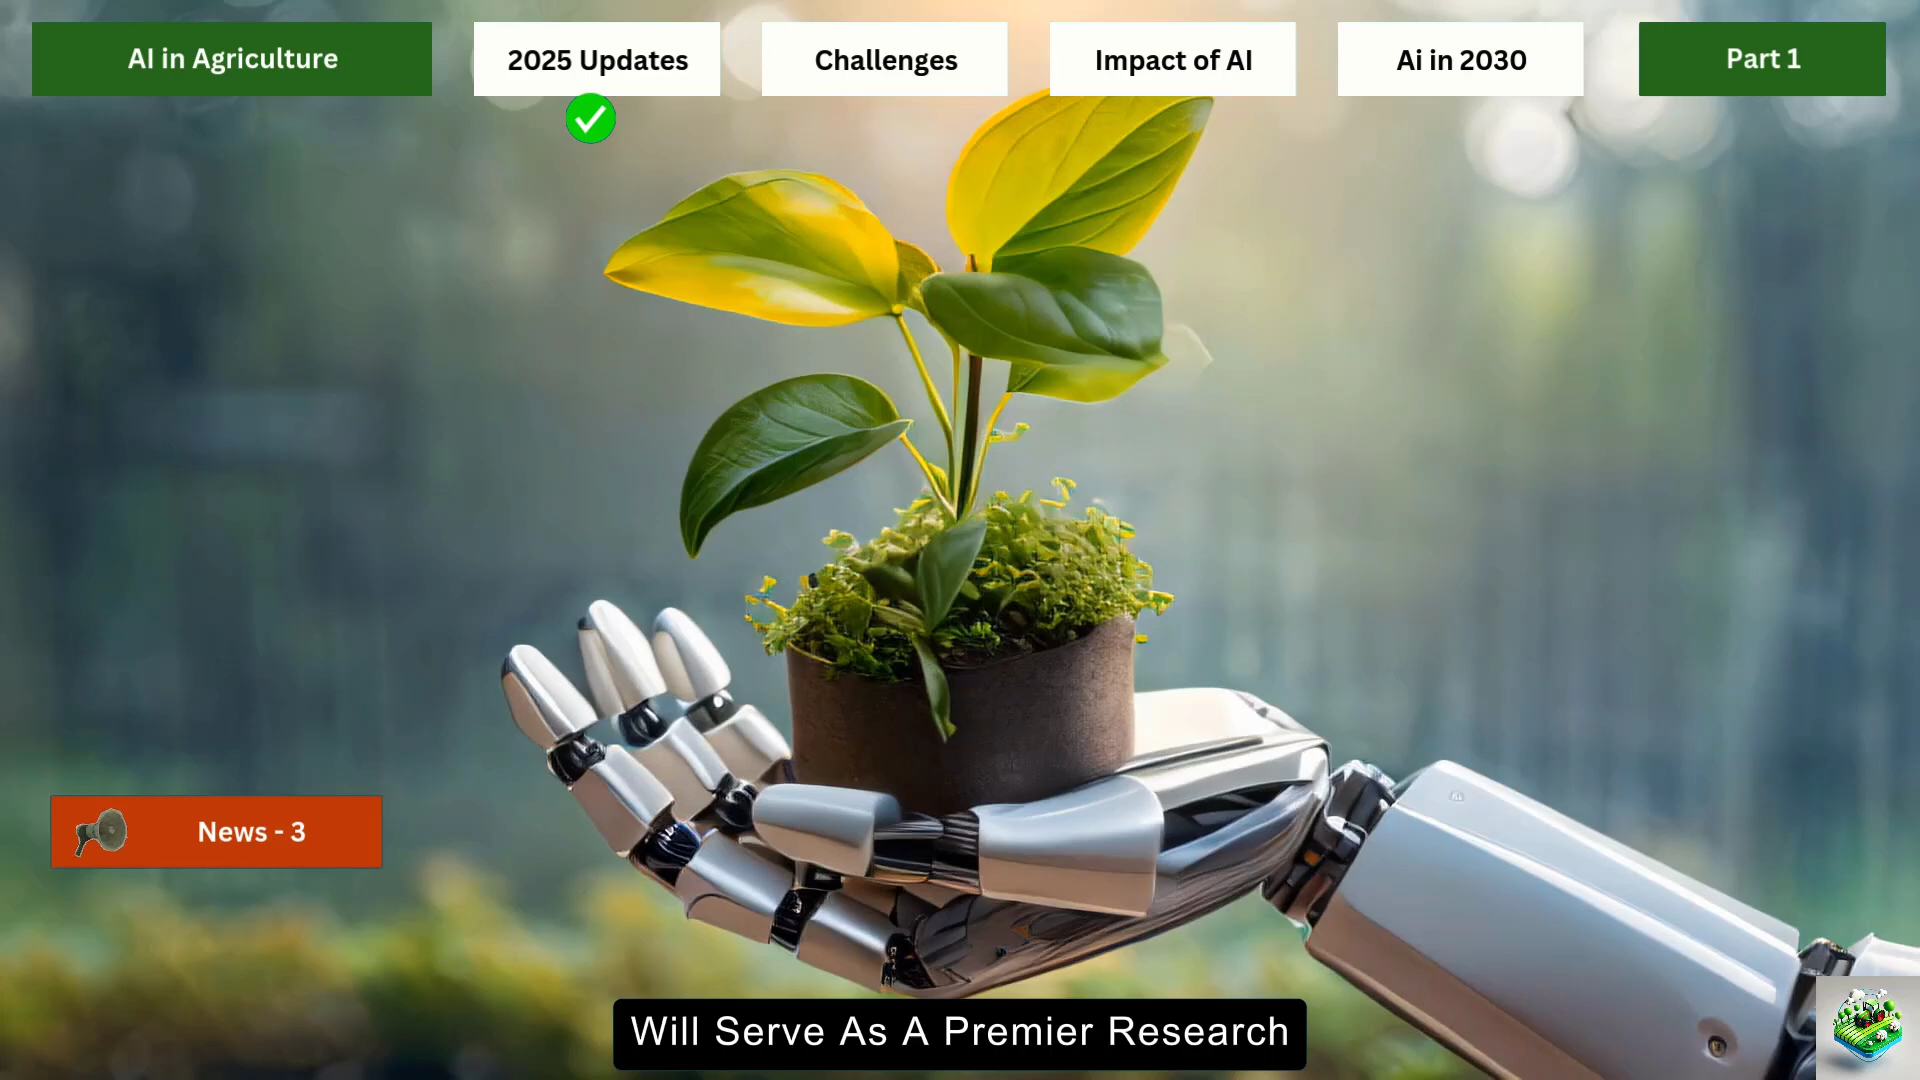 AI in Agriculture
2025 Updates
Challenges
Impact of AI
Ai in 2030
Part 1
News - 3
Will Serve As A Premier Research